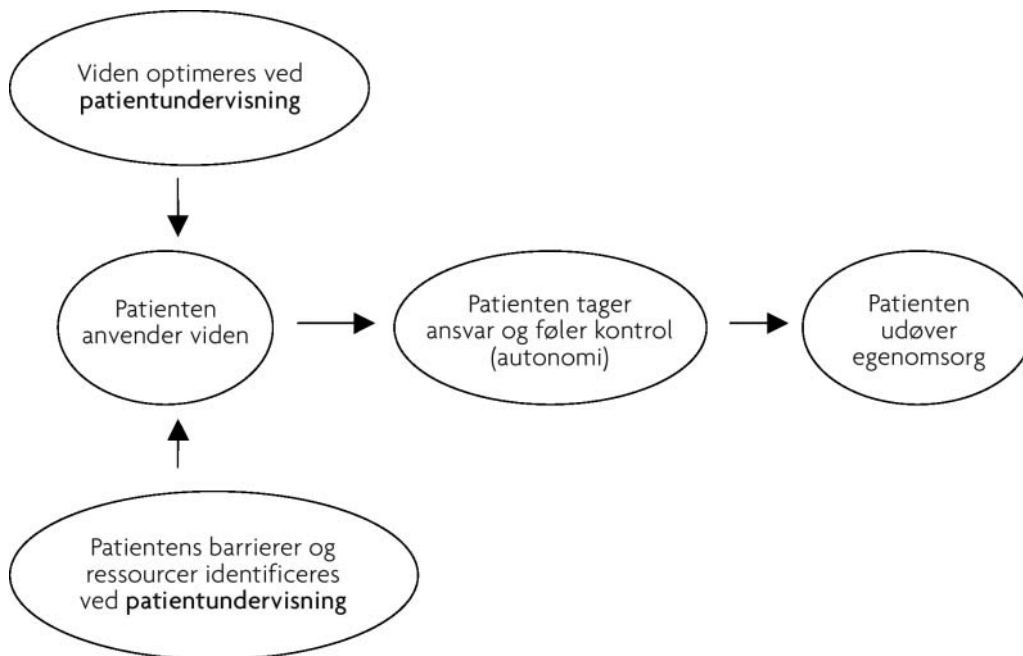 Viden optimeres ved
patientundervisning
Patienten
anvender viden
Patienten tager
ansvar og føler kontrol
(autonomi)
Patienten
udøver
egenomsorg
Patientens barrierer og
ressourcer identificeres
ved patientundervisning